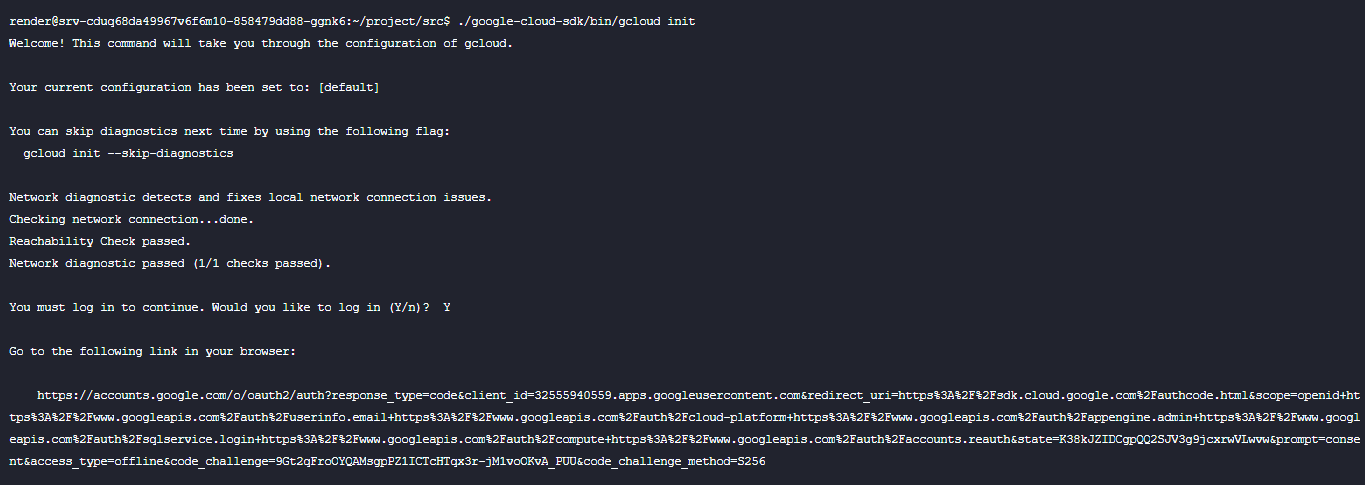 render@srv-cduq68da49967v6f6m10-858479dd88-ggnk6:~/project/src$ ./google-cloud-sdk/bin/gcloud init
Welcome! This command will take you through the configuration of gcloud.
Your current configuration has been set to: [default]
You can skip diagnostics next time by using the following flag:
gcloud init --skip-diagnostics
Network diagnostic detects and fixes local network connection issues.
Checking network connection...done.
Reachability Check passed.
Network diagnostic passed (1/1 checks passed).
You must log in to continue. Would you like to log in (Y/n)?  Y
Go to the following link in your browser:
https://accounts.google.com/o/oauth2/auth?response_type=code&client_id=32555940559.apps.googleusercontent.com&redirect_uri=https%3A%2F%2Fsdk.cloud.google.com%2Fauthcode.html&scope=openid+ht
tps%3A%2F%2Fwww.googleapis.com%2Fauth%2Fuserinfo.email+https%3A%2F%2Fwww.googleapis.com%2Fauth%2Fcloud-platform+https%3A%2F%2Fwww.googleapis.com%2Fauth%2Fappengine.admin+https%3A%2F%2Fwww.googl
eapis.com%2Fauth%2Fsqlservice.login+https%3A%2F%2Fwww.googleapis.com%2Fauth%2Fcompute+https%3A%2F%2Fwww.googleapis.com%2Fauth%2Faccounts.reauth&state=K38kJZIDCgpQQ2SJV3g9jcxrwVLwvw&prompt=conse
nt&access_type=offline&code_challenge=9Gt2gFroOYQAMsgpPZ1ICTcHTqx3r-jM1voOKvA_PUU&code_challenge_method=S256